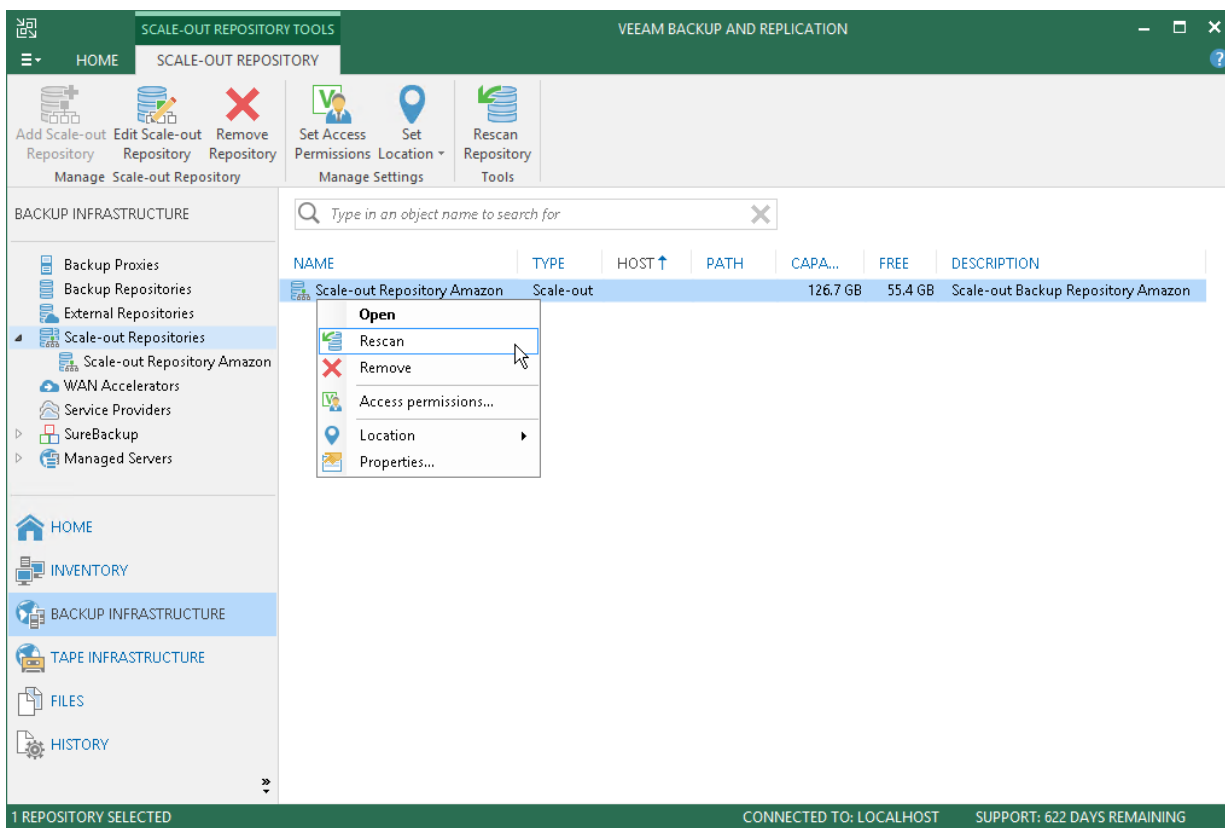 SCALE-OUT REPOSITORY TOOLS
VEEAM BACKUP AND REPLICATION
HOME
SCALE-OUT REPOSITORY
Add Scale-out Repository
Edit Scale-out Repository
Remove Repository
Set Access Permissions
Set Location
Rescan Repository
Manage Scale-out Repository
Manage Settings
Tools
BACKUP INFRASTRUCTURE
Type in an object name to search for
Backup Proxies
Backup Repositories
External Repositories
Scale-out Repositories
Scale-out Repository Amazon
WAN Accelerators
Service Providers
SureBackup
Managed Servers
NAME TYPE HOST PATH CAPA... FREE DESCRIPTION
Scale-out Repository Amazon Scale-out 126.7 GB 55.4 GB Scale-out Backup Repository Amazon
Open
Rescan
Remove
Access permissions...
Location
Properties...
HOME
INVENTORY
BACKUP INFRASTRUCTURE
TAPE INFRASTRUCTURE
FILES
HISTORY
1 REPOSITORY SELECTED
CONNECTED TO: LOCALHOST
SUPPORT: 622 DAYS REMAINING